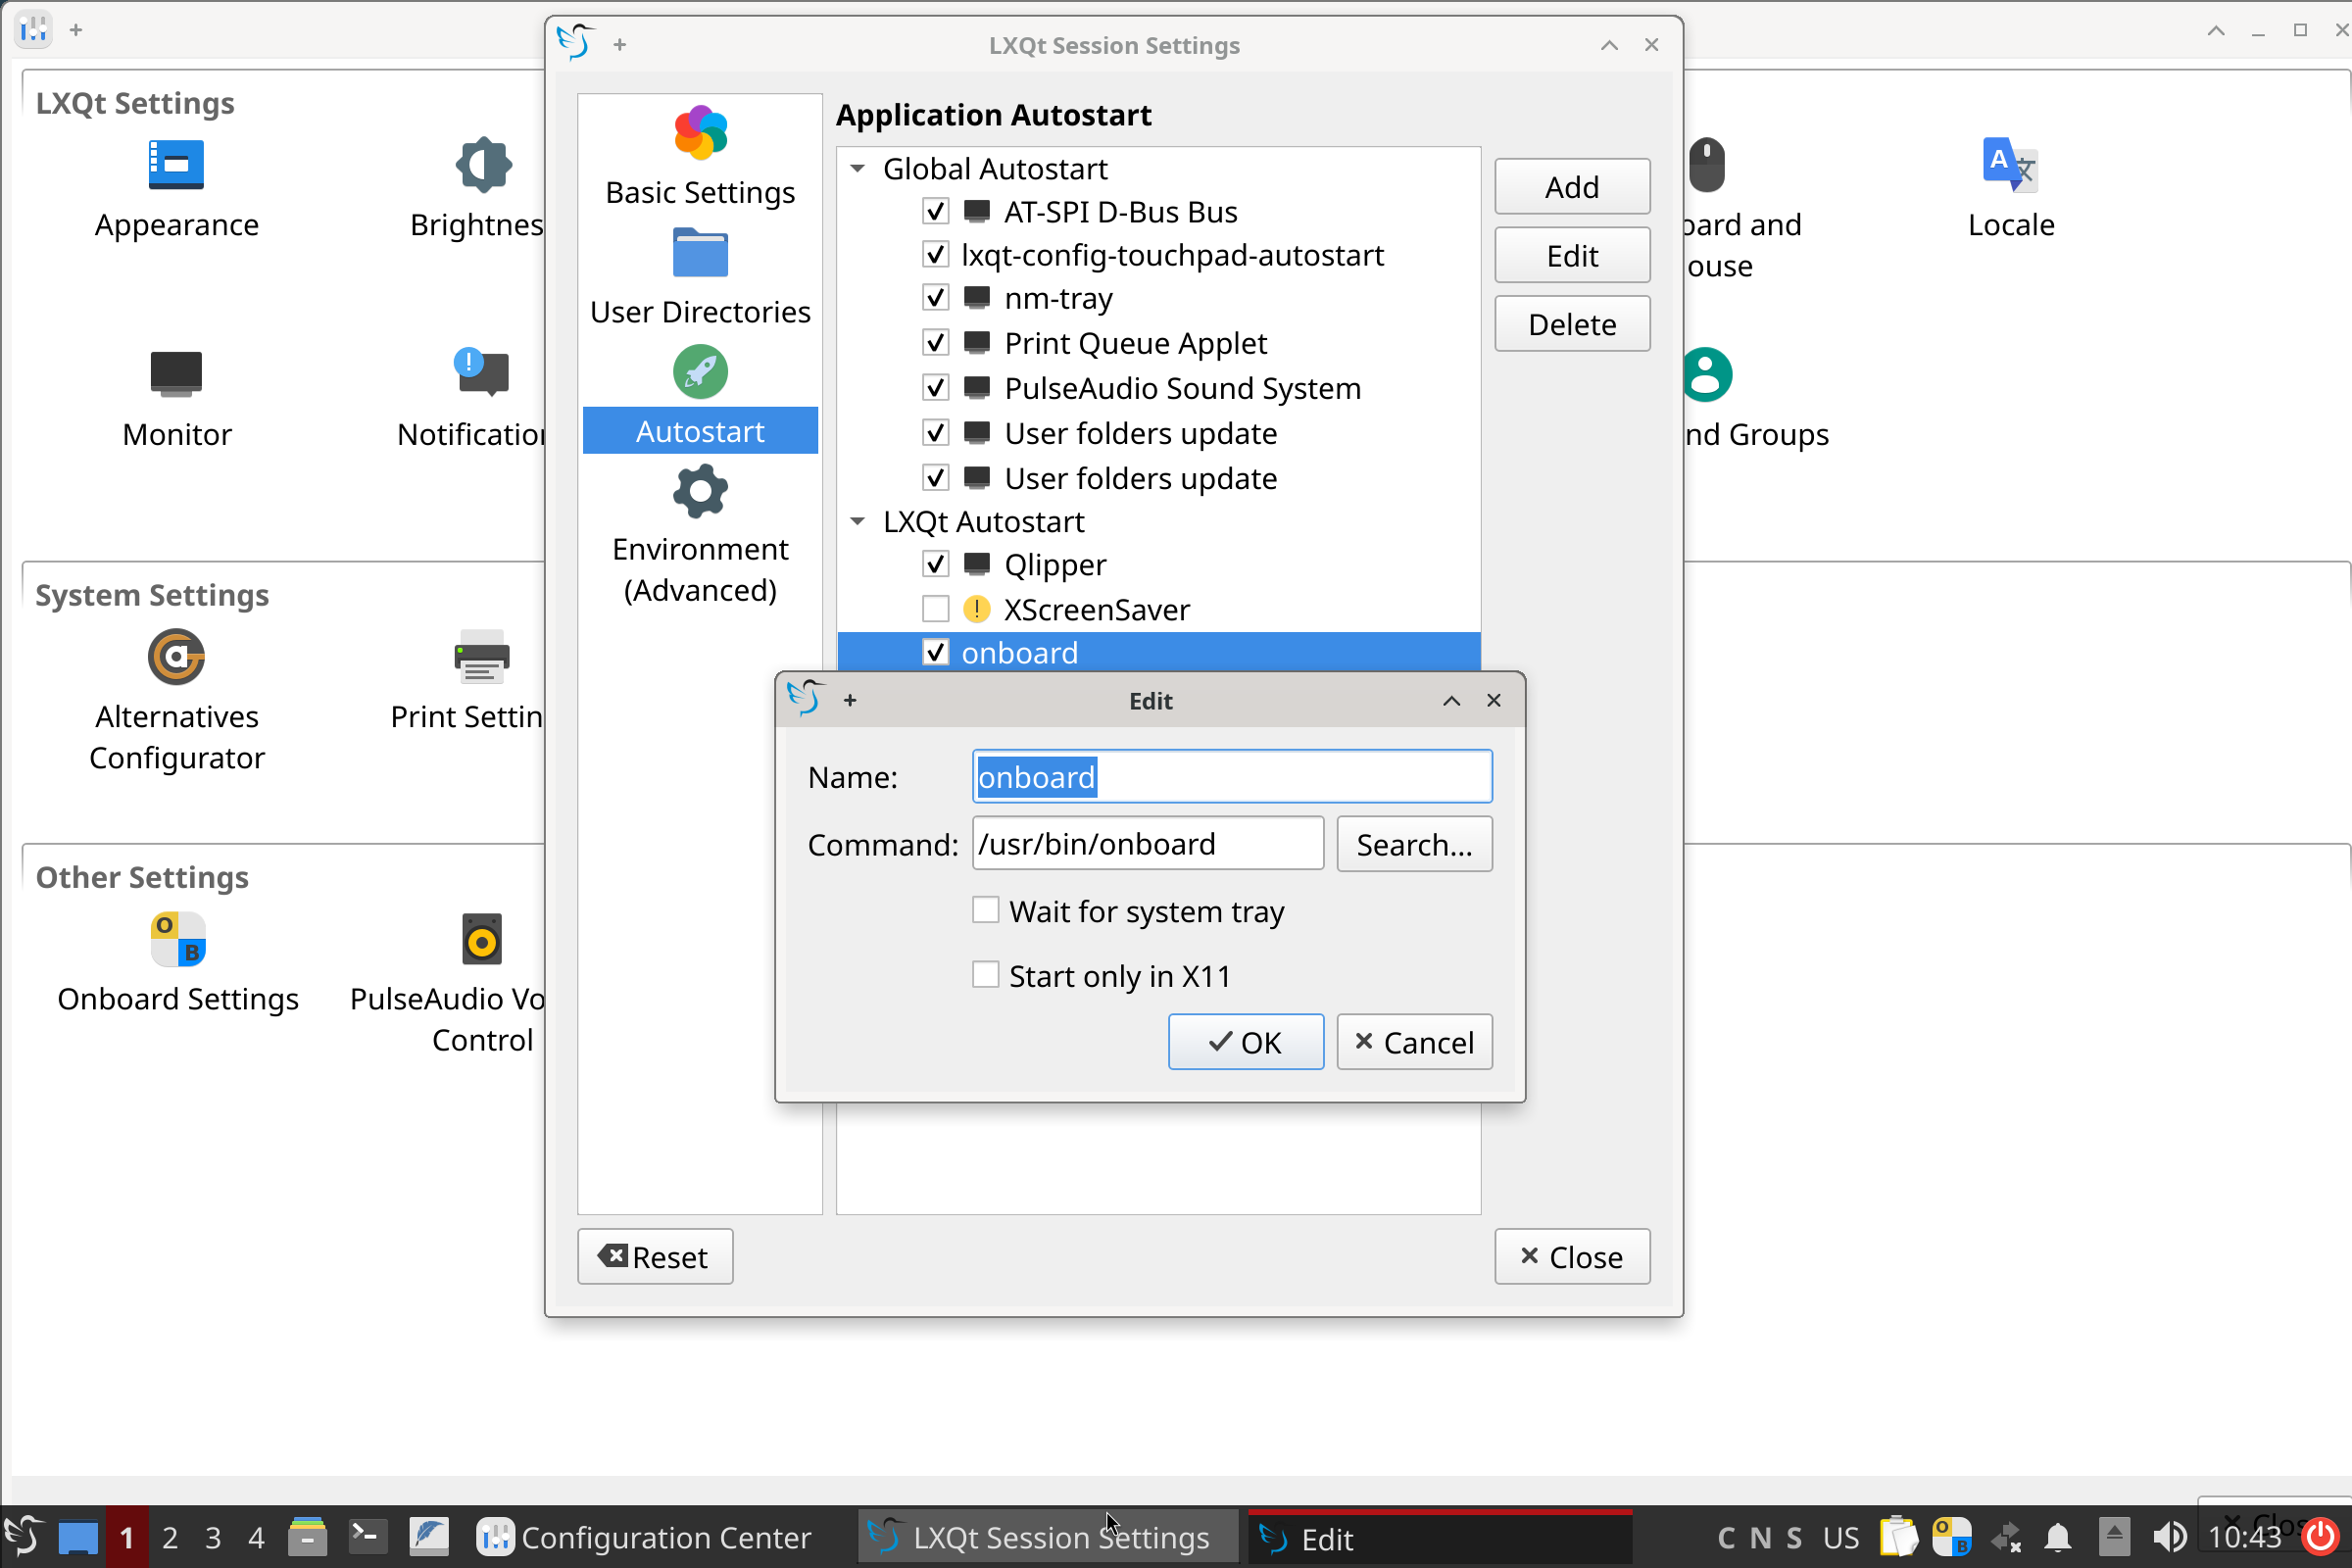 LXQt Session Settings
LXQt Settings
Appearance
Brightnes
Monitor
Notification
System Settings
Alternatives
Configurator
Print Settin
Other Settings
Onboard Settings
PulseAudio Vo
Control
Basic Settings
User Directories
Autostart
Environment
(Advanced)
Application Autostart
Global Autostart
AT-SPI D-Bus Bus
lxqt-config-touchpad-autostart
nm-tray
Print Queue Applet
PulseAudio Sound System
User folders update
User folders update
LXQt Autostart
Qlipper
XScreenSaver
onboard
Add
Edit
Delete
oard and
ouse
Locale
nd Groups
Edit
Name: onboard
Command: /usr/bin/onboard Search...
Wait for system tray
Start only in X11
OK Cancel
Reset
Close
1 2 3 4 Configuration Center LXQt Session Settings Edit C N S US 10:43